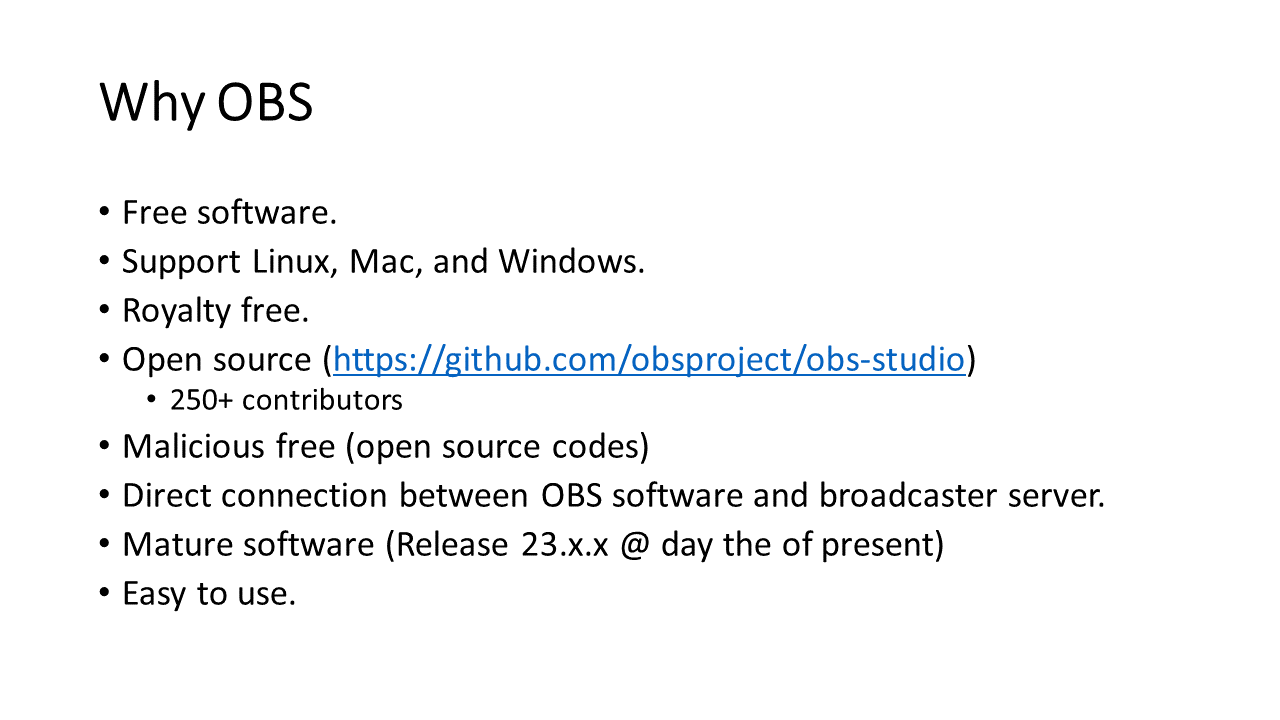 Why OBS
• Free software.
• Support Linux, Mac, and Windows.
• Royalty free.
• Open source (https://github.com/obsproject/obs-studio)
• 250+ contributors
• Malicious free (open source codes)
• Direct connection between OBS software and broadcaster server.
• Mature software (Release 23.x.x @ day the of present)
• Easy to use.